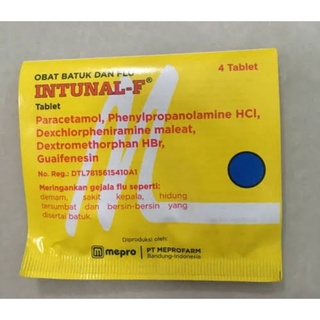 OBAT BATUK DAN FLU
INTUNAL-F®
4 Tablet
Tablet
Paracetamol, Phenylpropanolamine HCl,
Dexchlorpheniramine maleat,
Dextromethorphan HBr,
Guaifenesin
No. Reg.: DTL7815615410A1
Meringankan gejala flu seperti:
demam, sakit kepala, hidung
tersumbat dan bersin-bersin yang
disertai batuk.
Diproduksi oleh:
m mepro | PT MEPROFARM
Bandung-Indonesia